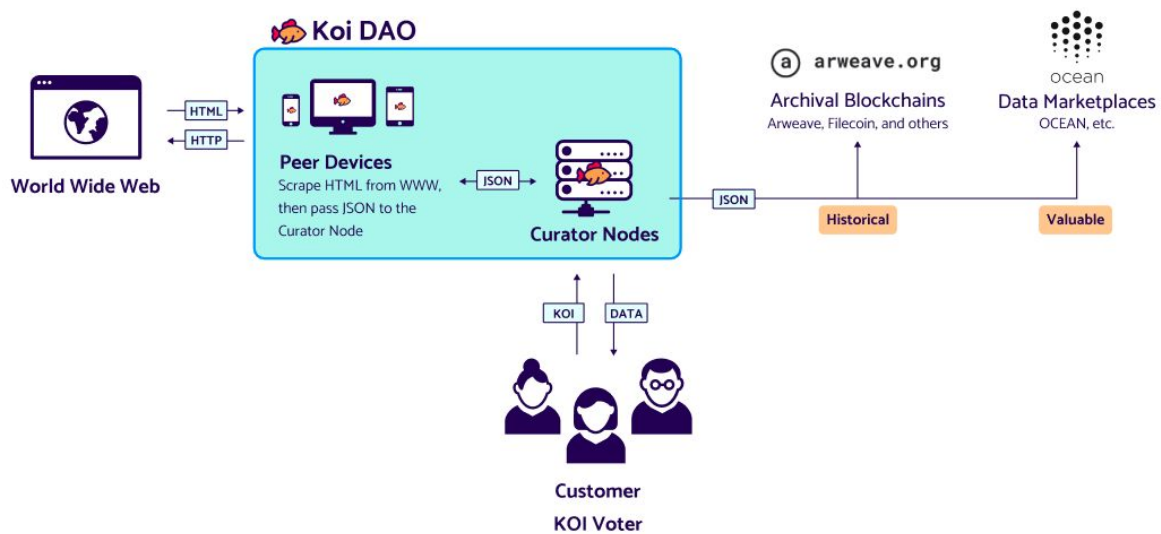 Koi DAO
HTML
HTTP
World Wide Web
Peer Devices
Scrape HTML from WWW,
then pass JSON to the
Curator Node
JSON
Curator Nodes
JSON
a arweave.org
Archival Blockchains
Arweave, Filecoin, and others
ocean
Data Marketplaces
OCEAN, etc.
Historical
Valuable
KOI
DATA
Customer
KOI Voter